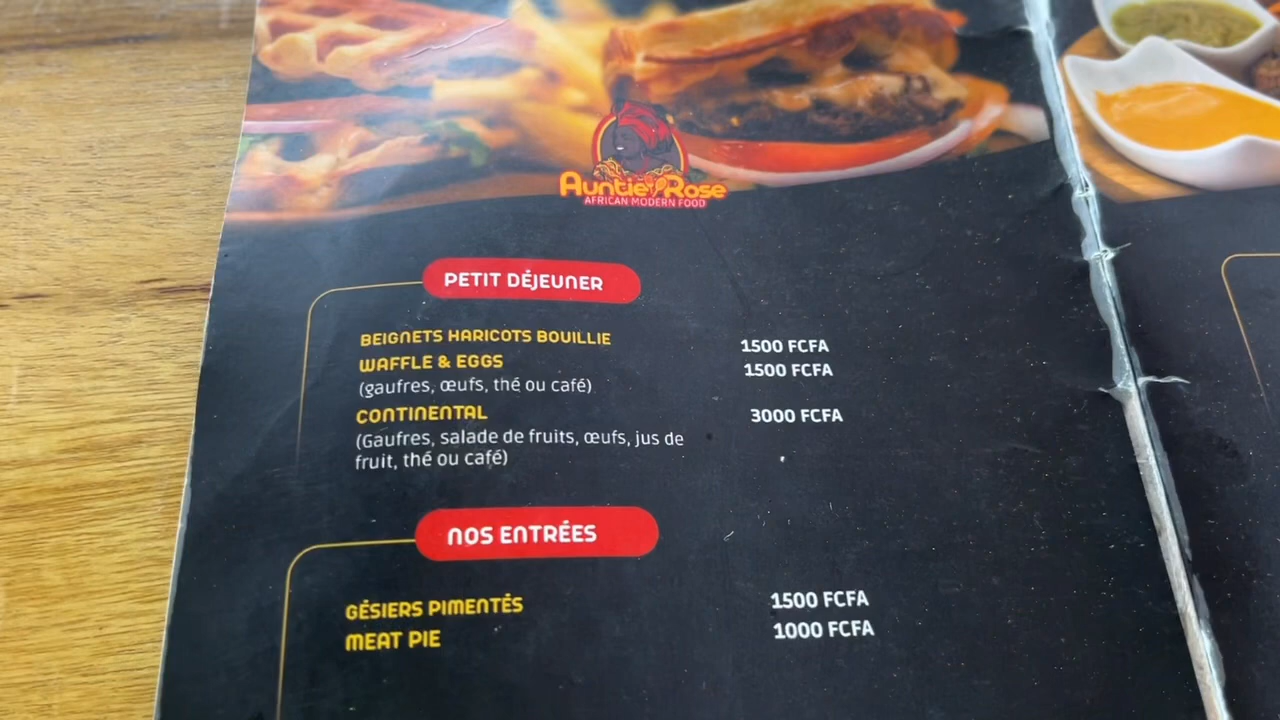 Auntie Rose
AFRICAN MODERN FOOD
PETIT DÉJEUNER
BEIGNETS HARICOTS BOUILLIE 1500 FCFA
WAFFLE & EGGS 1500 FCFA
(gaufres, œufs, thé ou café)
CONTINENTAL 3000 FCFA
(Gaufres, salade de fruits, œufs, jus de
fruit, thé ou café)
NOS ENTRÉES
GÉSIERS PIMENTÉS 1500 FCFA
MEAT PIE 1000 FCFA